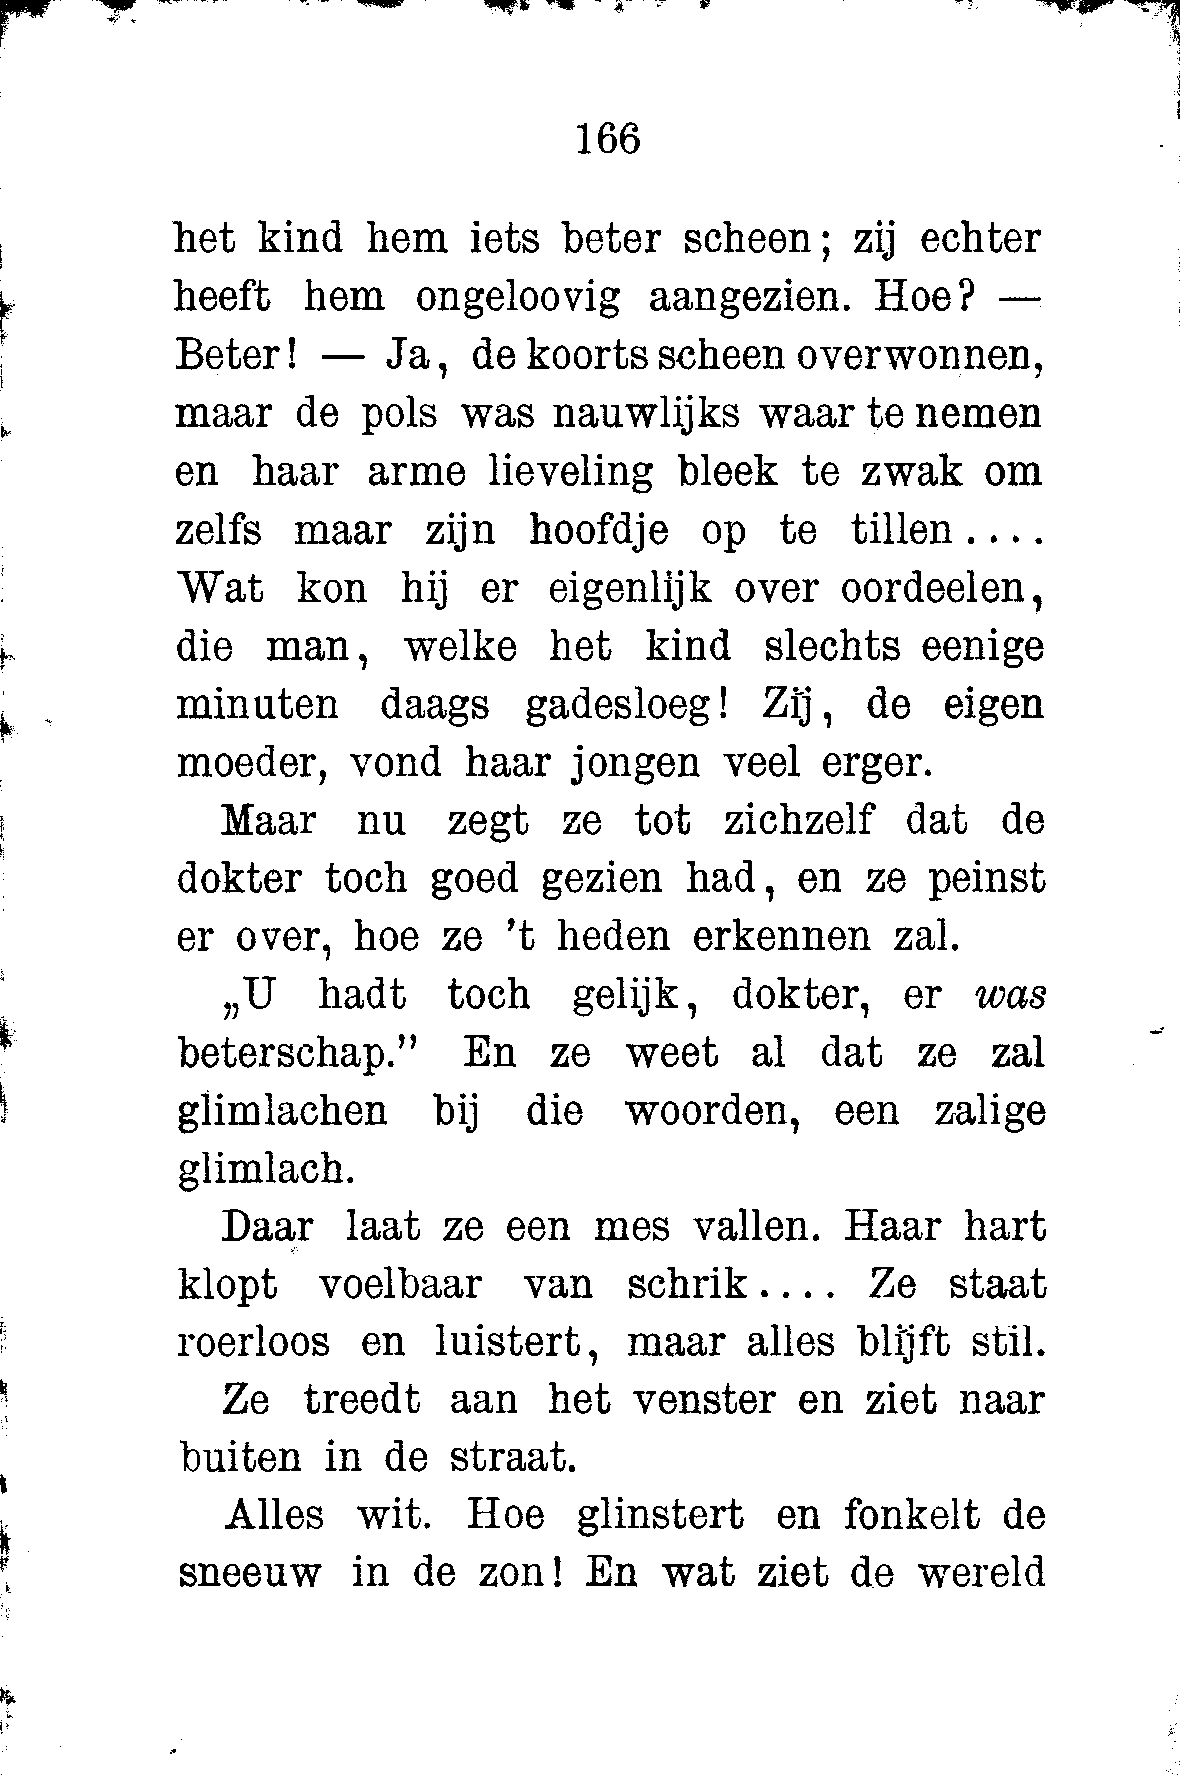 166
het kind hem iets beter scheen; zij echter
heeft hem ongeloovig aangezien. Hoe? —
Beter! — Ja, de koorts scheen overwonnen,
maar de pols was nauwlijks waar te nemen
en haar arme lieveling bleek te zwak om
zelfs maar zijn hoofdje op te tillen....
Wat kon hij er eigenlijk over oordeelen,
die man, welke het kind slechts eenige
minuten daags gadesloeg! Zij, de eigen
moeder, vond haar jongen veel erger.
Maar nu zegt ze tot zichzelf dat de
dokter toch goed gezien had, en ze peinst
er over, hoe ze 't heden erkennen zal.
„U hadt toch gelijk, dokter, er was
beterschap.” En ze weet al dat ze zal
glimlachen bij die woorden, een zalige
glimlach.
Daar laat ze een mes vallen. Haar hart
klopt voelbaar van schrik.... Ze staat
roerloos en luistert, maar alles blijft stil.
Ze treedt aan het venster en ziet naar
buiten in de straat.
Alles wit. Hoe glinstert en fonkelt de
sneeuw in de zon! En wat ziet de wereld